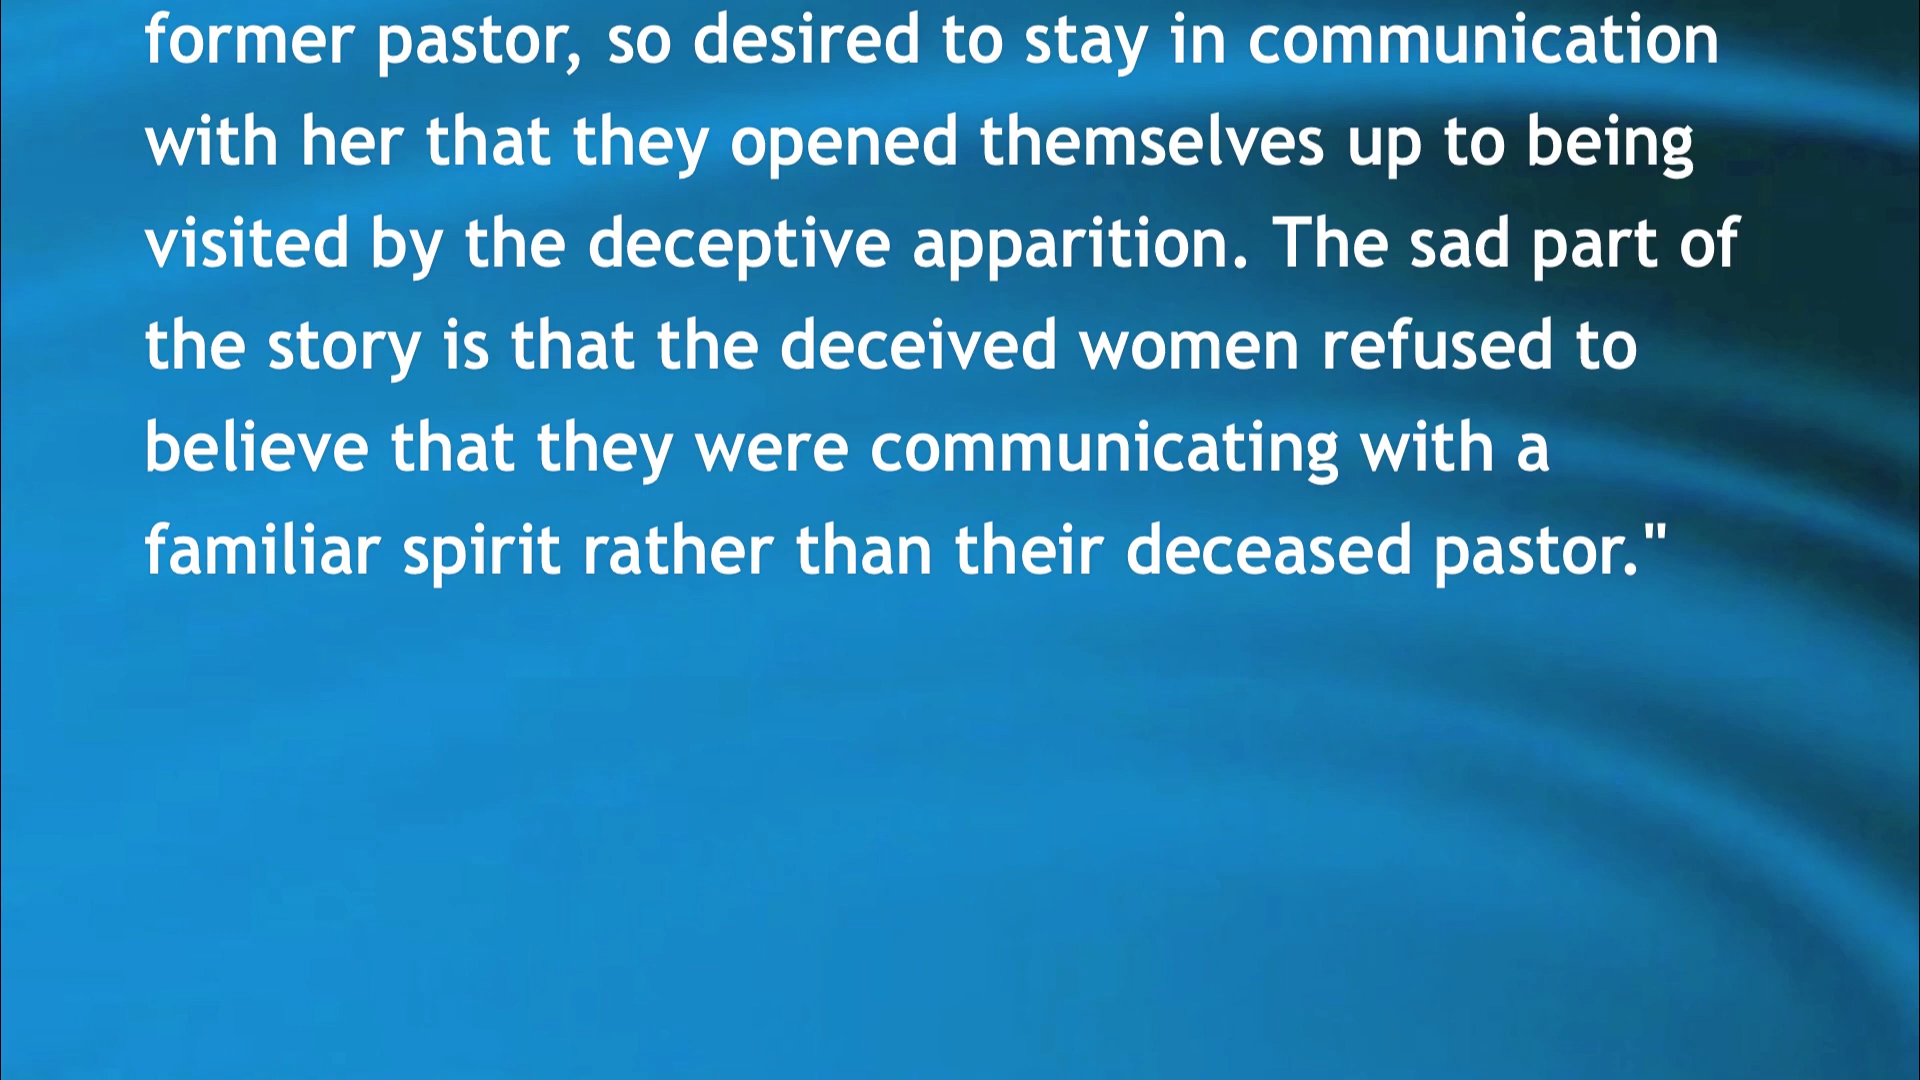 former pastor, so desired to stay in communication
with her that they opened themselves up to being
visited by the deceptive apparition. The sad part of
the story is that the deceived women refused to
believe that they were communicating with a
familiar spirit rather than their deceased pastor."